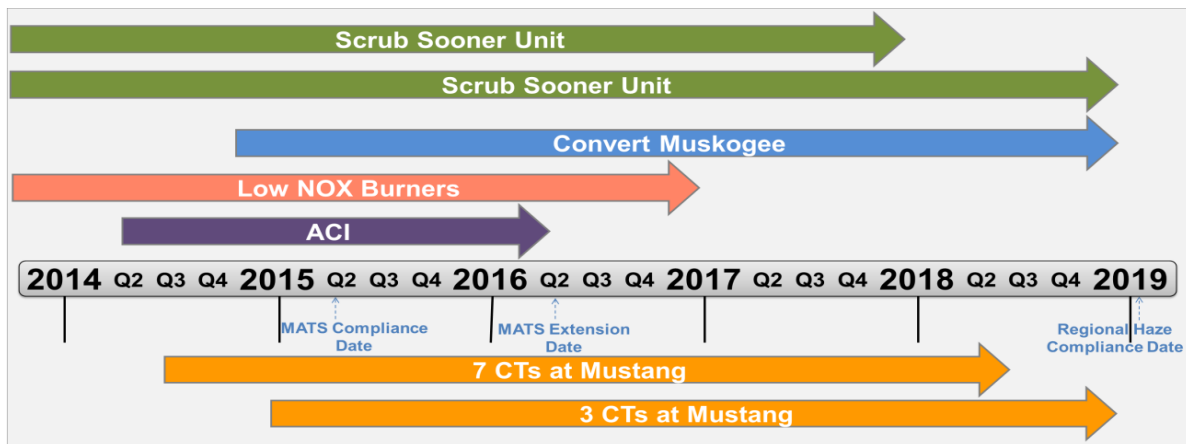 Scrub Sooner Unit
Scrub Sooner Unit
Convert Muskogee
Low NOX Burners
ACI
2014 Q2 Q3 Q4 2015 Q2 Q3 Q4 2016 Q2 Q3 Q4 2017 Q2 Q3 Q4 2018 Q2 Q3 Q4 2019
MATS Compliance
Date
MATS Extension
Date
Regional Haze
Compliance Date
7 CTs at Mustang
3 CTs at Mustang